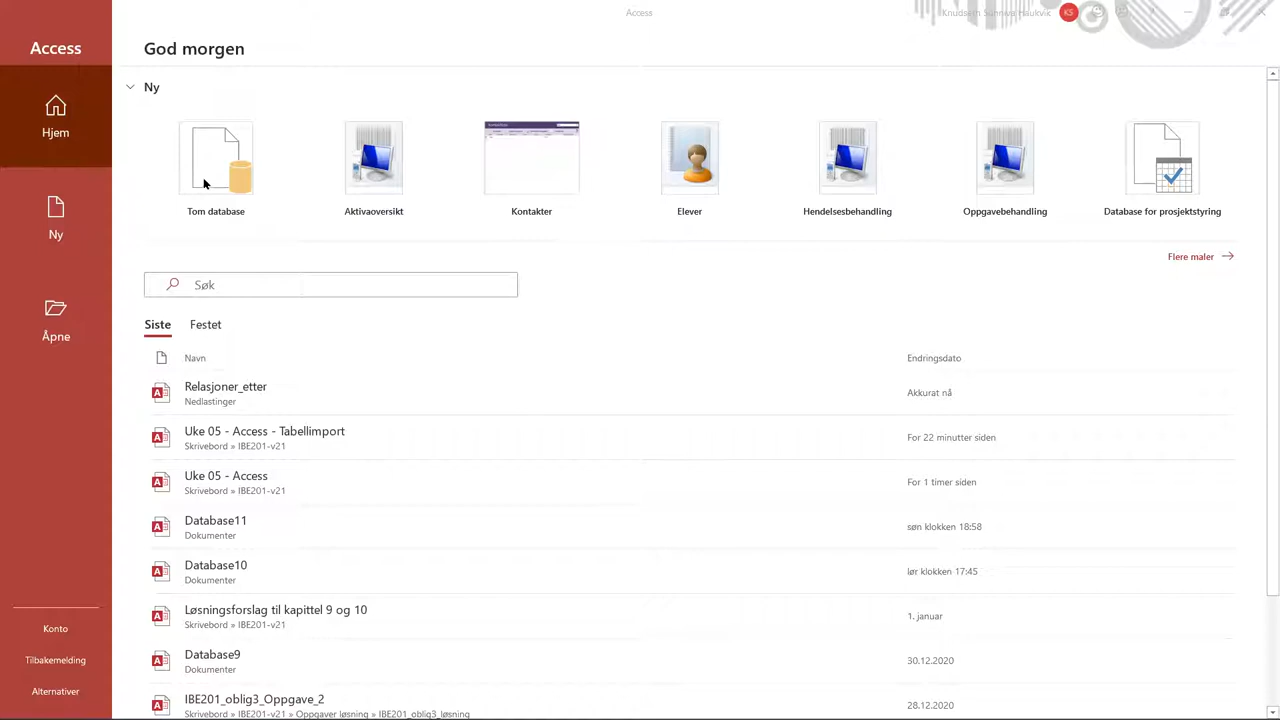 Access
Knudsen Sunniva Haukvik
KS
Access
God morgen
Ny
Hjem
Ny
Åpne
Tom database
Aktivaoversikt
Kontakter
Elever
Hendelsesbehandling
Oppgavebehandling
Database for prosjektstyring
Flere maler
Søk
Siste
Festet
Navn
Endringsdato
Relasjoner_etter
Nedlastinger
Akkurat nå
Uke 05 - Access - Tabellimport
Skrivebord » IBE201-v21
For 22 minutter siden
Uke 05 - Access
Skrivebord » IBE201-v21
For 1 timer siden
Database11
Dokumenter
søn klokken 18:58
Database10
Dokumenter
lør klokken 17:45
Løsningsforslag til kapittel 9 og 10
Skrivebord » IBE201-v21
1. januar
Database9
Dokumenter
30.12.2020
IBE201_oblig3_Oppgave_2
Skrivebord » IBE201-v21 » Oppgaver løsning » IBE201_oblig3_løsning
28.12.2020
Konto
Tilbakemelding
Alternativer